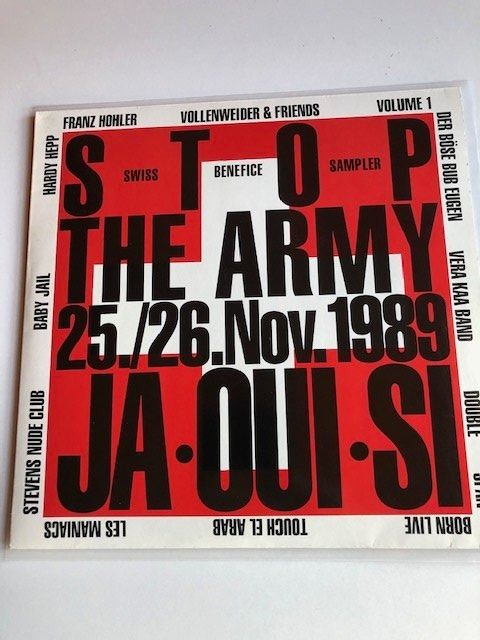 FRANZ HOHLER
VOLLENWEIDER & FRIENDS
VOLUME 1
STOP
SWISS
BENEFICE
SAMPLER
THE ARMY
25./26.Nov.1989
JA·OUI·SI
DER BÖSE BUB EUGEN
VERA KAA BAND
DOUBLE
BORN LIVE
TOUCH EL ARAB
LES MANIACS
STEVENS NUDE CLUB
BABY JAIL
HARDY HEPP